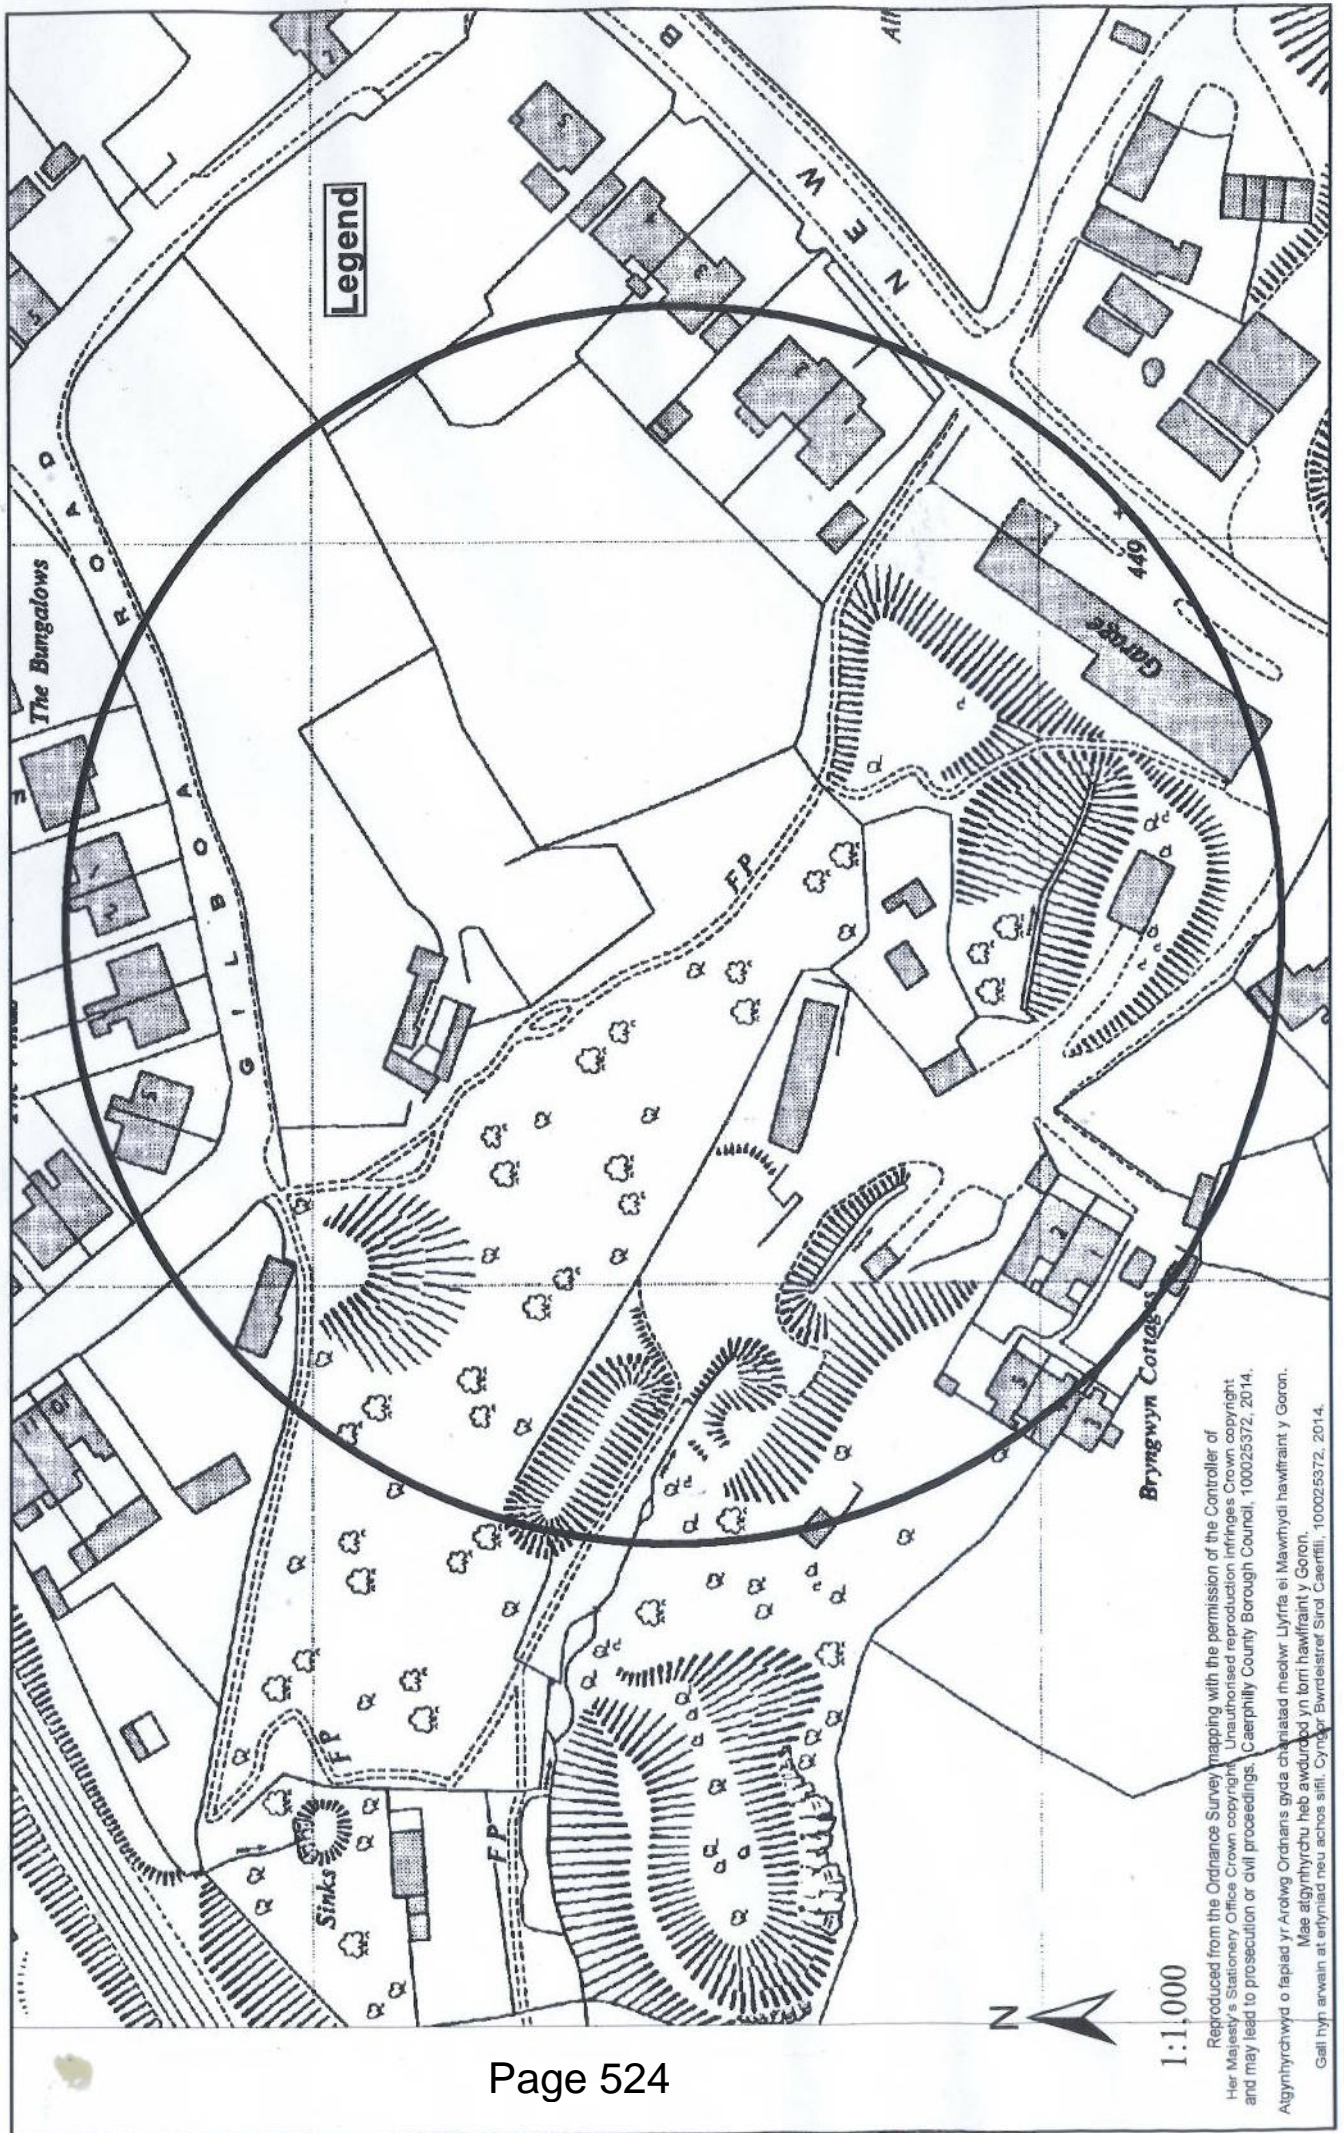 Legend
The Bungalows
GILBOA ROAD
NEW B
FP
FP
FP
Garage
449
Sinks
Bryngwyn Cottages
N
1:1,000
Reproduced from the Ordnance Survey mapping with the permission of the Controller of
Her Majesty's Stationery Office Crown copyright. Unauthorised reproduction infringes Crown copyright
and may lead to prosecution or civil proceedings. Caerphilly County Borough Council, 100025372, 2014.
Atgynhyrchwyd o fapiad yr Arolwg Ordnans gyda chaniatad rheolwr Llyfrfa ei Mawrhydi hawlfraint y Goron.
Mae atgynhyrchu heb awdurdod yn torri hawlfraint y Goron.
Gall hyn arwain at erlyniad neu achos sifil. Cyngor Bwrdeistref Sirol Caerffili, 100025372, 2014.
Page 524